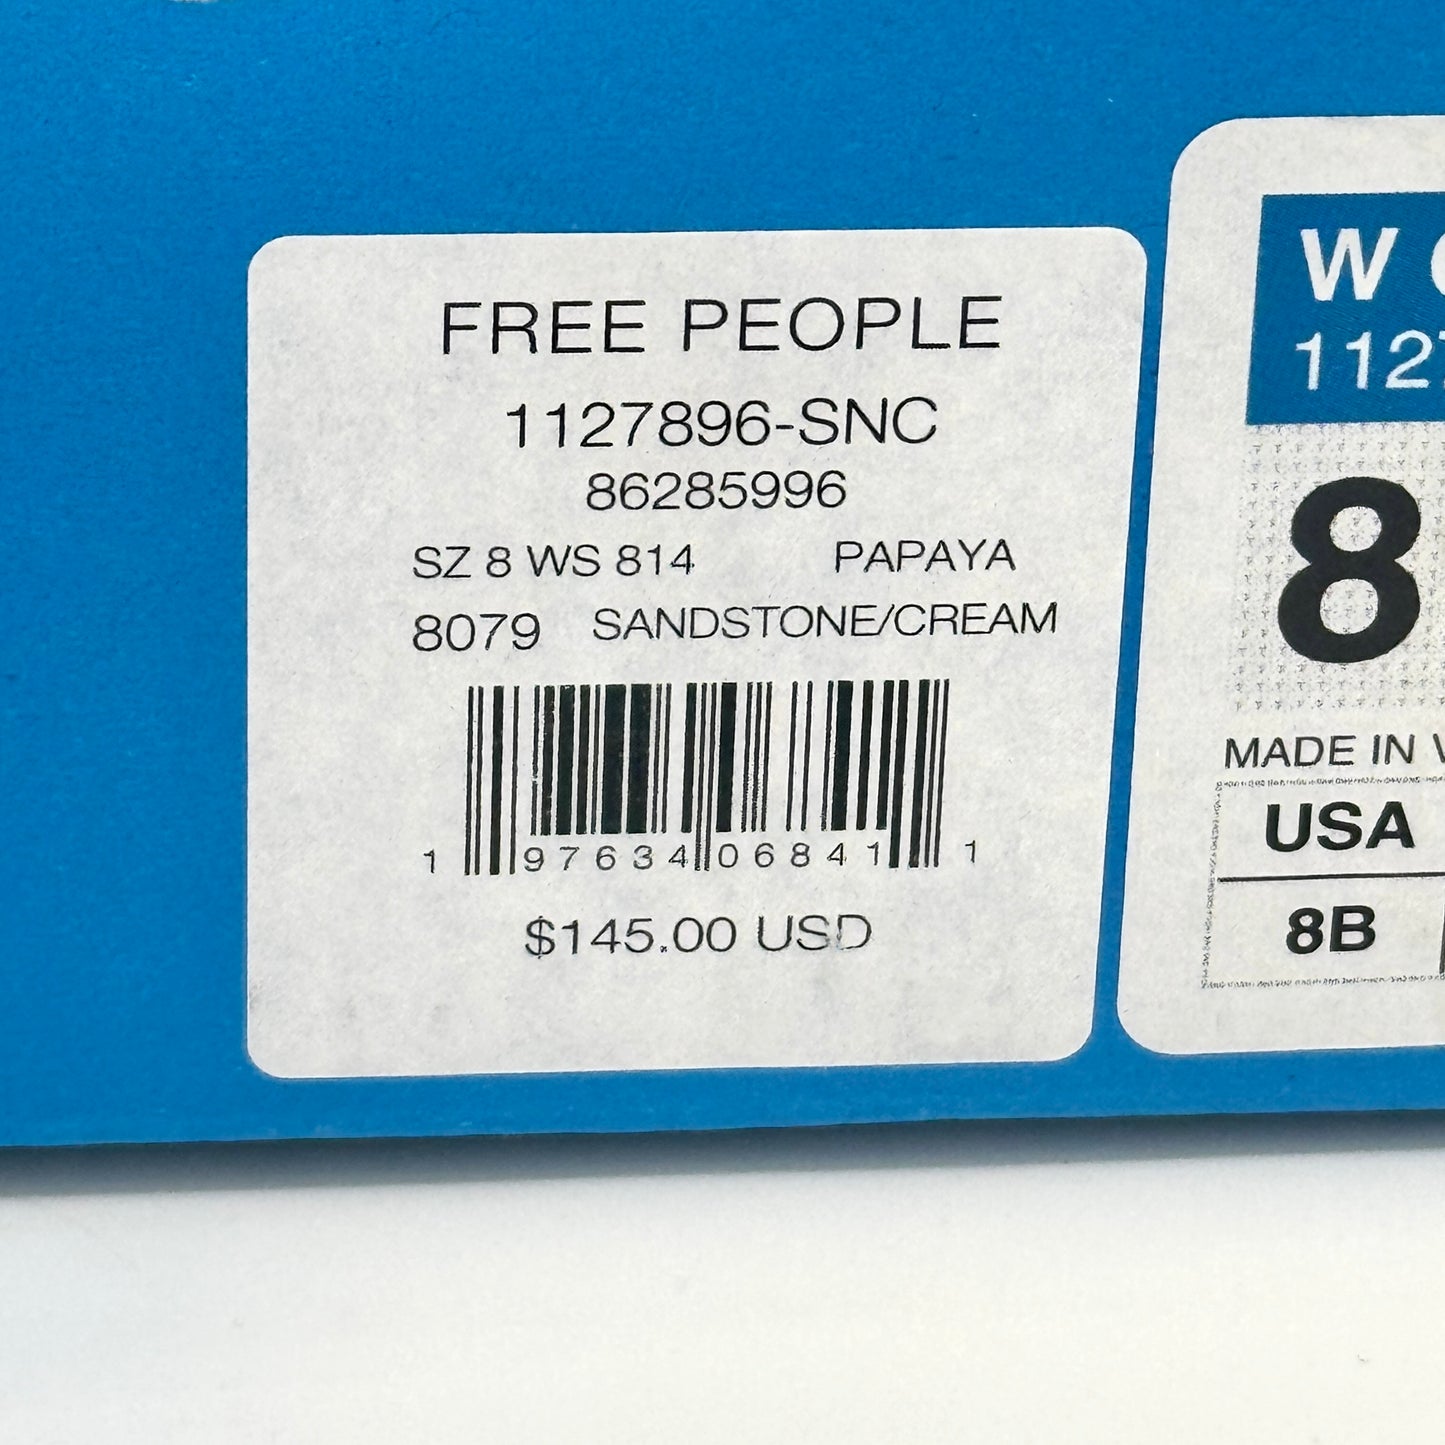 FREE PEOPLE
1127896-SNC
86285996
SZ 8 WS 814 PAPAYA
8079 SANDSTONE/CREAM
1 97634 06841 1
$145.00 USD
W
1127
8
MADE IN
USA
8B